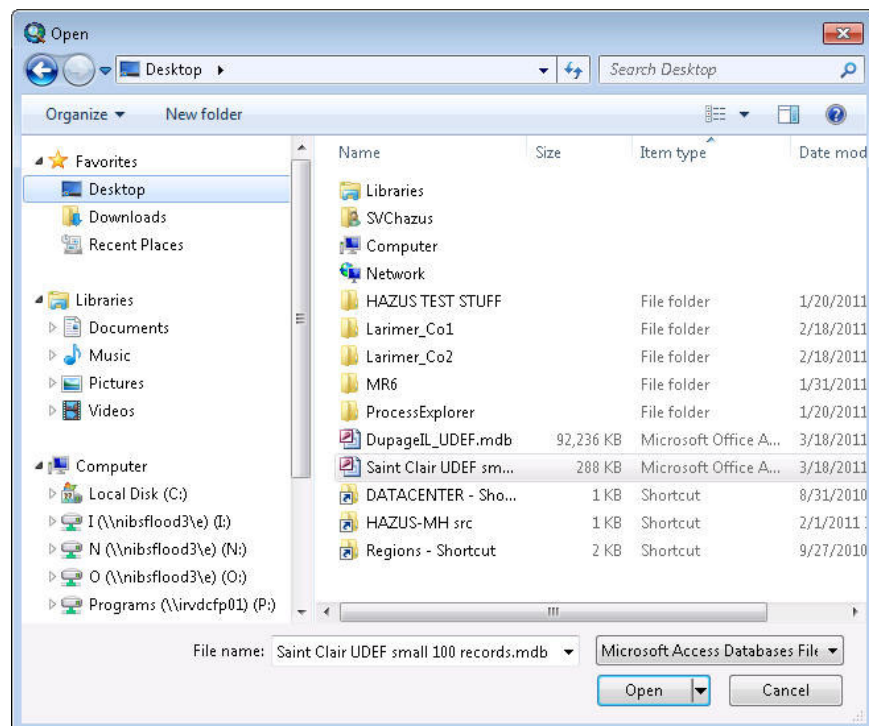 Open
Desktop
Search Desktop
Organize New folder
Favorites
Desktop
Downloads
Recent Places
Libraries
Documents
Music
Pictures
Videos
Computer
Local Disk (C:)
I (\\nibsflood3\e) (I:)
N (\\nibsflood3\e) (N:)
O (\\nibsflood3\e) (O:)
Programs (\\irvdcfp01) (P:)
Name Size Item type Date mod
Libraries
SVChazus
Computer
Network
HAZUS TEST STUFF File folder 1/20/2011
Larimer_Co1 File folder 2/18/2011
Larimer_Co2 File folder 2/18/2011
MR6 File folder 1/31/2011
ProcessExplorer File folder 1/20/2011
DupageIL_UDEF.mdb 92,236 KB Microsoft Office A... 3/18/2011
Saint Clair UDEF sm... 288 KB Microsoft Office A... 3/18/2011
DATACENTER - Sho... 1 KB Shortcut 8/31/2010
HAZUS-MH src 1 KB Shortcut 2/1/2011
Regions - Shortcut 2 KB Shortcut 9/27/2010
File name: Saint Clair UDEF small 100 records.mdb Microsoft Access Databases File
Open Cancel